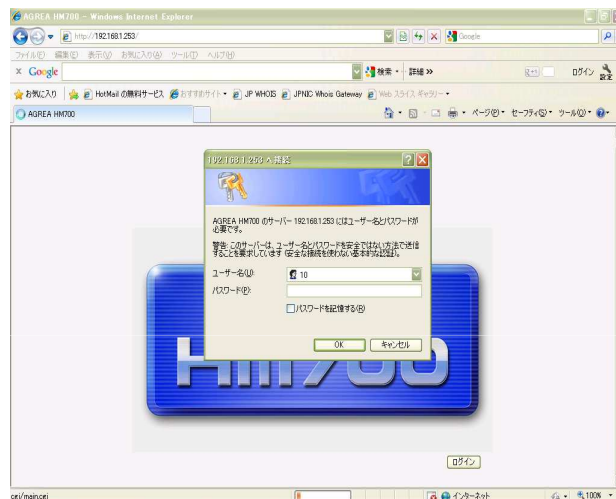 AGREA HM700 - Windows Internet Explorer
http://192.168.1.253/
Google
ファイル(F) 編集(E) 表示(V) お気に入り(A) ツール(T) ヘルプ(H)
× Google 検索 詳細 >> ログイン 設定
お気に入り HotMail の無料サービス おすすめサイト JP WHOIS JPNIC Whois Gateway Web スライス ギャラリー
AGREA HM700 ページ(P) セーフティ(S) ツール(O)
192.168.1.253 へ接続
AGREA HM700 のサーバー 192.168.1.253 にはユーザー名とパスワードが
必要です。
警告: このサーバーは、ユーザー名とパスワードを安全ではない方法で送信
することを要求しています (安全な接続を使わない基本的な認証)。
ユーザー名(U): 10
パスワード(P):
パスワードを記憶する(R)
OK キャンセル
HM700
ログイン
cgi/main.cgi インターネット 100%